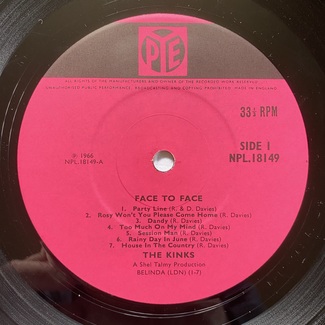 PYE
ALL RIGHTS OF THE MANUFACTURERS AND OWNER OF THE RECORDED WORK RESERVED
UNAUTHORISED PUBLIC PERFORMANCE, BROADCASTING AND COPYING PROHIBITED. MADE IN ENGLAND
33⅓ RPM
℗ 1966
NPL.18149-A
SIDE 1
NPL.18149
FACE TO FACE
1. Party Line (R. & D. Davies)
2. Rosy Won't You Please Come Home (R. Davies)
3. Dandy (R. Davies)
4. Too Much On My Mind (R. Davies)
5. Session Man (R. Davies)
6. Rainy Day In June (R. Davies)
7. House In The Country (R. Davies)
THE KINKS
A Shel Talmy Production
BELINDA (LDN) (1-7)